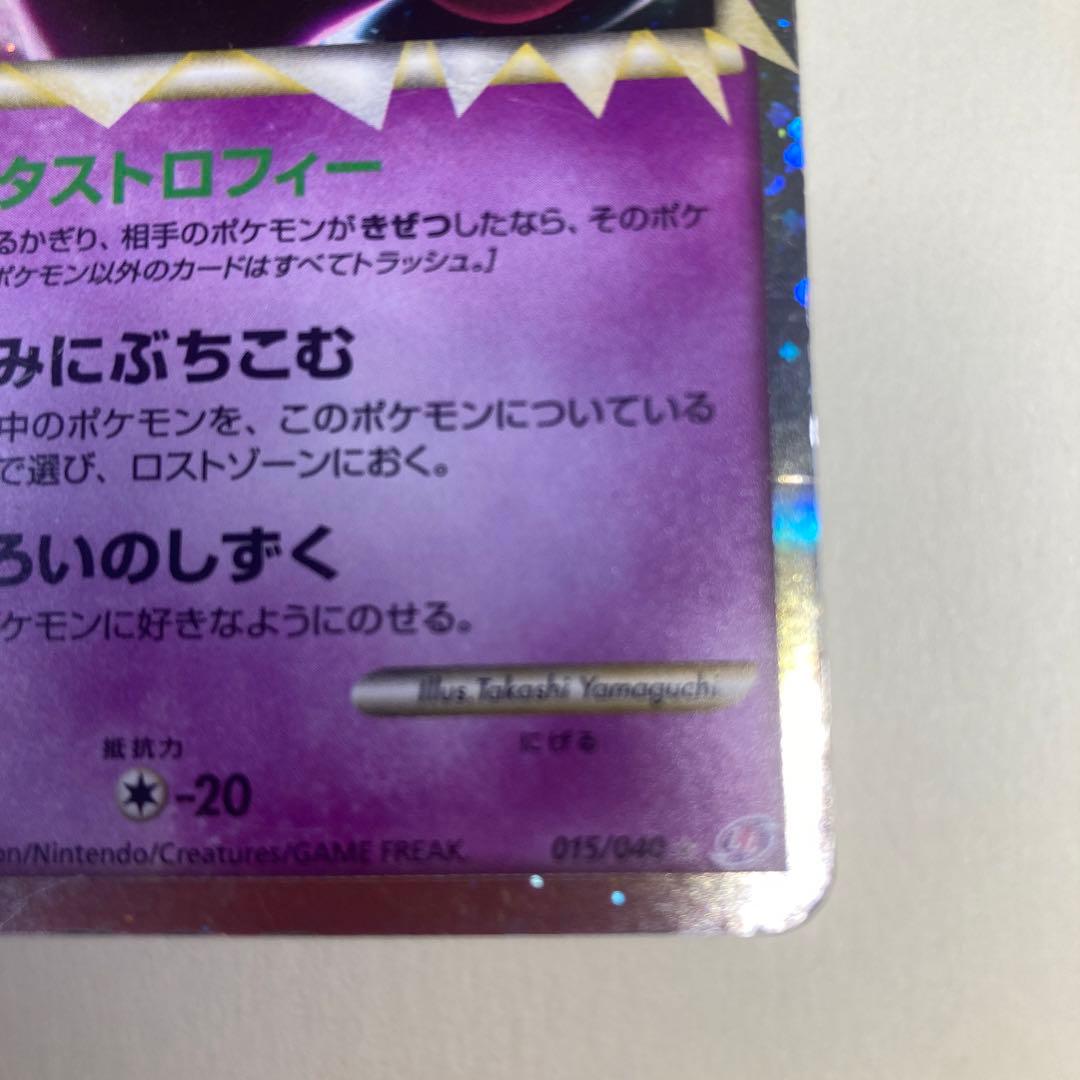 タストロフィー
るかぎり、相手のポケモンがきぜつしたなら、そのポケ
ポケモン以外のカードはすべてトラッシュ。]
みにぶちこむ
中のポケモンを、このポケモンについている
で選び、ロストゾーンにおく。
ろいのしずく
ケモンに好きなようにのせる。
Illus. Takashi Yamaguchi
抵抗力
にげる
-20
on/Nintendo/Creatures/GAME FREAK
015/040